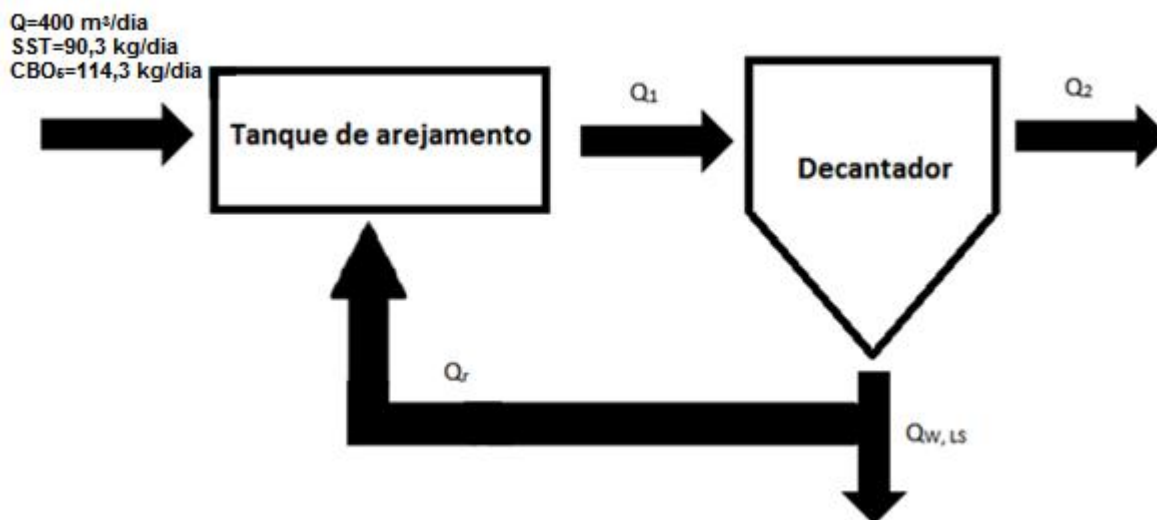 Q=400 m³/dia
SST=90,3 kg/dia
CBO₅=114,3 kg/dia
Q₁
Q₂
Tanque de arejamento
Decantador
Qᵣ
Q_W, LS